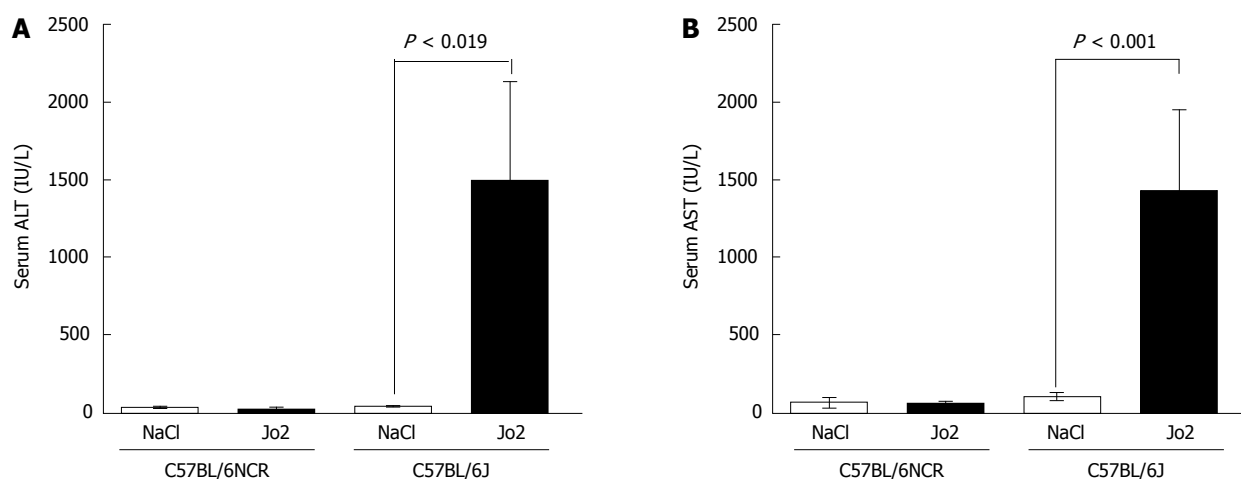 A
2500
2000
1500
1000
500
0
Serum ALT (IU/L)
P < 0.019
NaCl
Jo2
NaCl
Jo2
C57BL/6NCR
C57BL/6J
B
2500
2000
1500
1000
500
0
Serum AST (IU/L)
P < 0.001
NaCl
Jo2
NaCl
Jo2
C57BL/6NCR
C57BL/6J